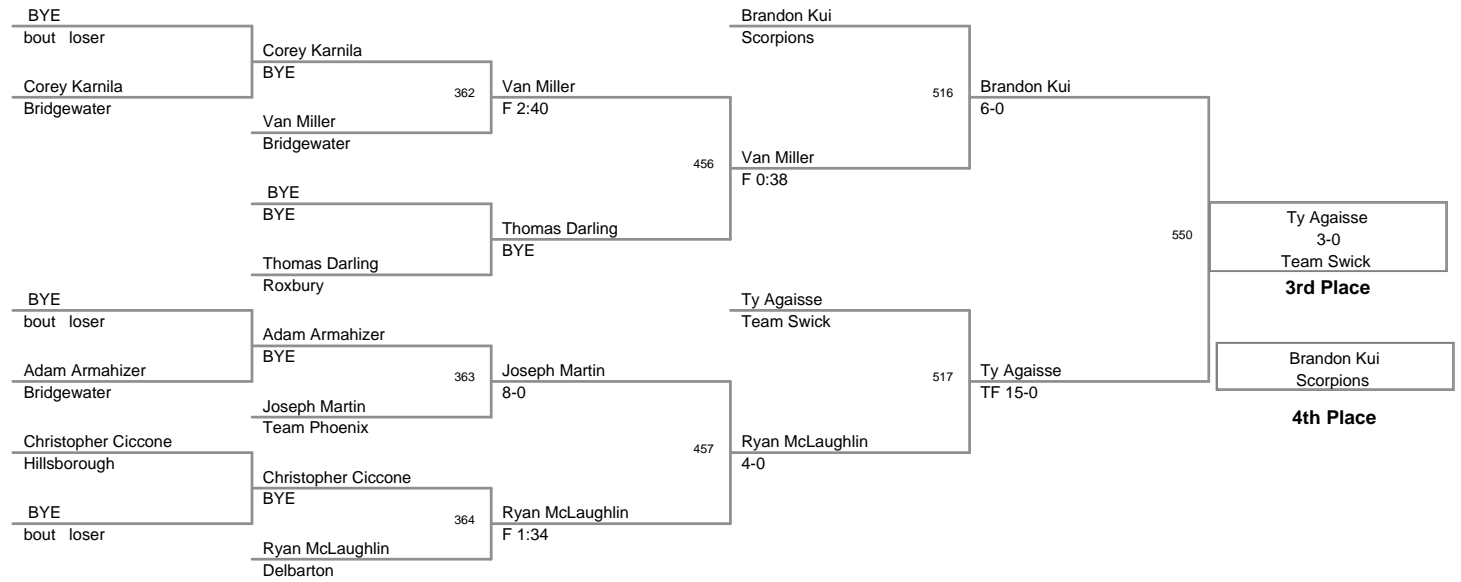 BYE
bout loser
Corey Karnila
Bridgewater
BYE
bout loser
Adam Armahizer
Bridgewater
Christopher Ciccone
Hillsborough
BYE
bout loser
Corey Karnila
BYE
Van Miller
Bridgewater
BYE
BYE
Thomas Darling
Roxbury
Adam Armahizer
BYE
Joseph Martin
Team Phoenix
Christopher Ciccone
BYE
Ryan McLaughlin
Delbarton
362
363
364
Van Miller
F 2:40
Thomas Darling
BYE
Joseph Martin
8-0
Ryan McLaughlin
F 1:34
456
457
Brandon Kui
Scorpions
Van Miller
F 0:38
Ty Agaisse
Team Swick
Ryan McLaughlin
4-0
516
517
Brandon Kui
6-0
Ty Agaisse
TF 15-0
550
Ty Agaisse
3-0
Team Swick
3rd Place
Brandon Kui
Scorpions
4th Place